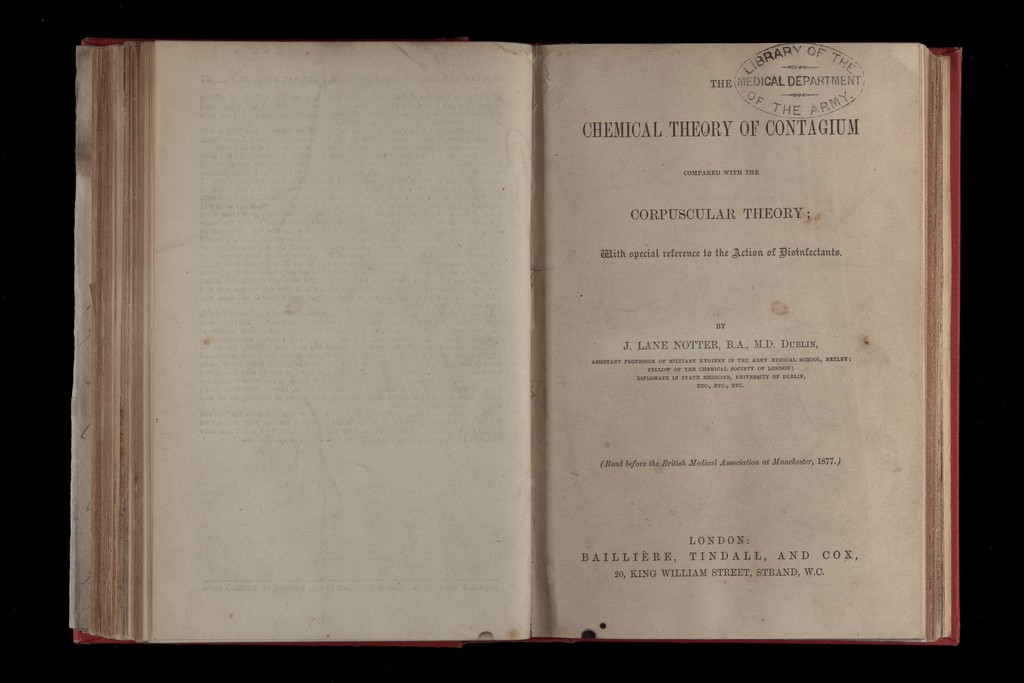 LIBRARY OF THE
MEDICAL DEPARTMENT
OF THE ARMY.
THE
CHEMICAL THEORY OF CONTAGIUM
COMPARED WITH THE
CORPUSCULAR THEORY;
With special reference to the Action of Disinfectants.
BY
J. LANE NOTTER, B.A., M.D. DUBLIN,
ASSISTANT PROFESSOR OF MILITARY HYGIENE IN THE ARMY MEDICAL SCHOOL, NETLEY;
FELLOW OF THE CHEMICAL SOCIETY OF LONDON;
DIPLOMATE IN STATE MEDICINE, UNIVERSITY OF DUBLIN,
ETC., ETC., ETC.
(Read before the British Medical Association at Manchester, 1877.)
LONDON:
BAILLIÈRE, TINDALL, AND COX,
20, KING WILLIAM STREET, STRAND, W.C.